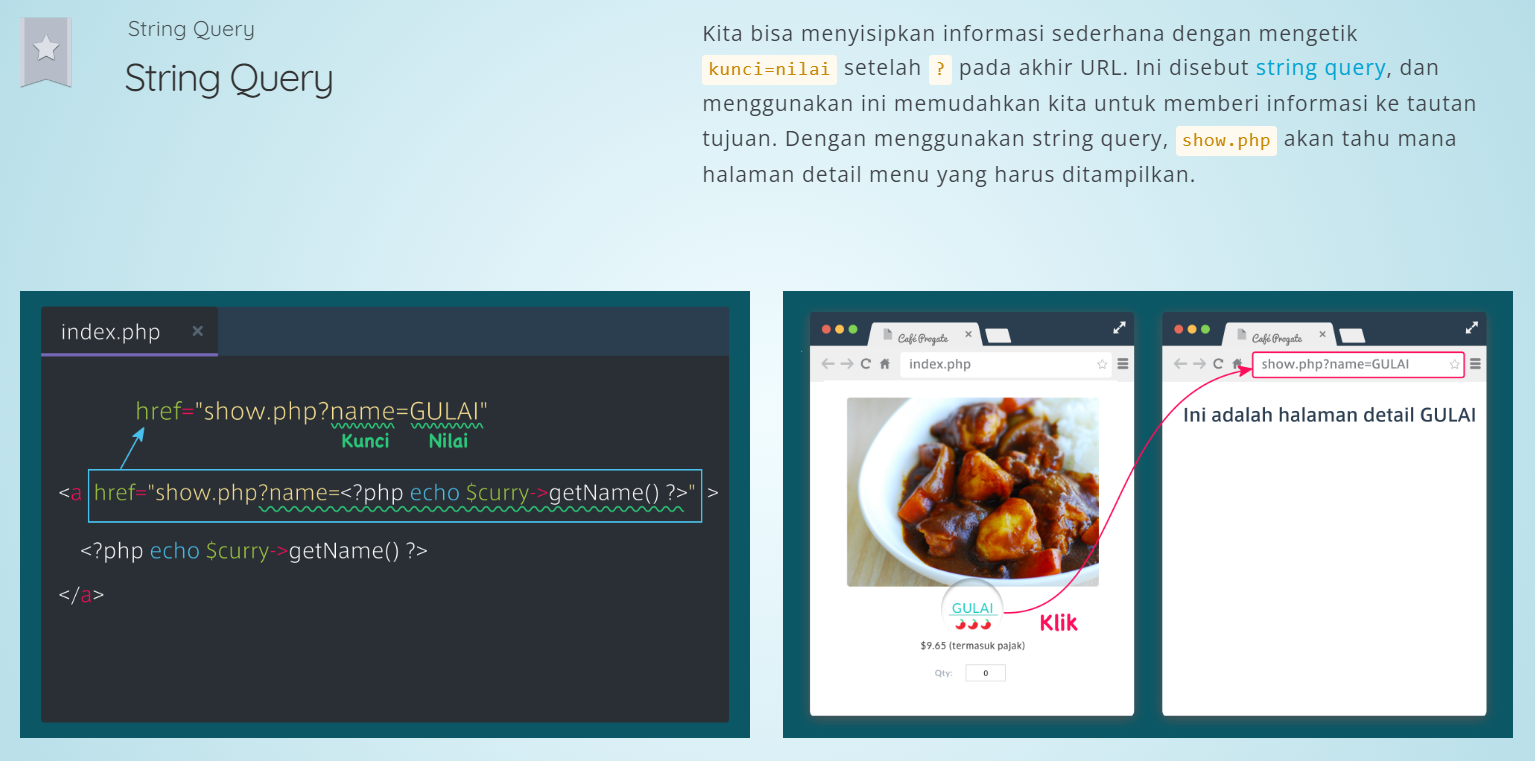 String Query
String Query
Kita bisa menyisipkan informasi sederhana dengan mengetik
kunci=nilai setelah ? pada akhir URL. Ini disebut string query, dan
menggunakan ini memudahkan kita untuk memberi informasi ke tautan
tujuan. Dengan menggunakan string query, show.php akan tahu mana
halaman detail menu yang harus ditampilkan.
index.php ×
href="show.php?name=GULAI"
Kunci Nilai
<a href="show.php?name=<?php echo $curry->getName() ?>" >
<?php echo $curry->getName() ?>
</a>
Café Progate ×
index.php
GULAI
Klik
$9.65 (termasuk pajak)
Qty: 0
Café Progate ×
show.php?name=GULAI
Ini adalah halaman detail GULAI